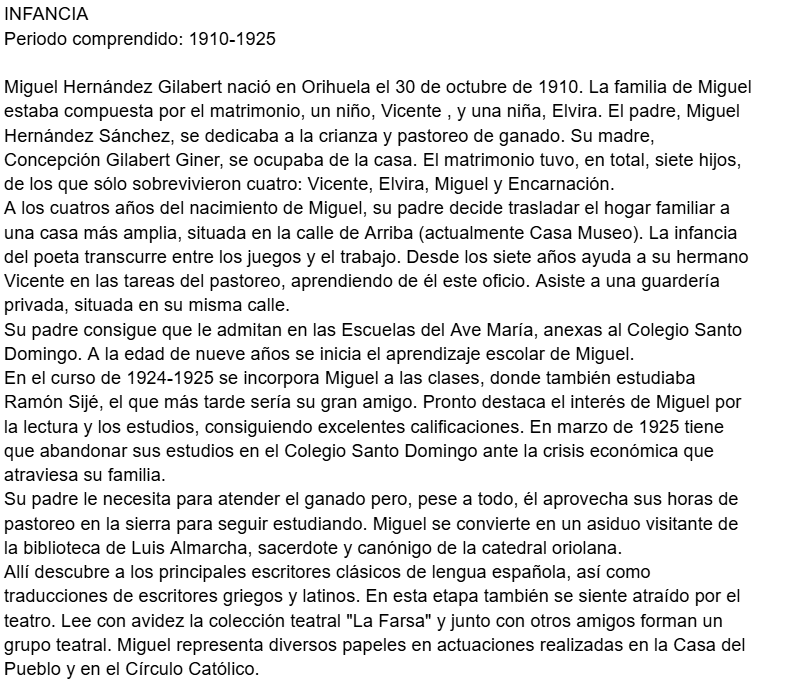 INFANCIA
Periodo comprendido: 1910-1925
Miguel Hernández Gilabert nació en Orihuela el 30 de octubre de 1910. La familia de Miguel
estaba compuesta por el matrimonio, un niño, Vicente , y una niña, Elvira. El padre, Miguel
Hernández Sánchez, se dedicaba a la crianza y pastoreo de ganado. Su madre,
Concepción Gilabert Giner, se ocupaba de la casa. El matrimonio tuvo, en total, siete hijos,
de los que sólo sobrevivieron cuatro: Vicente, Elvira, Miguel y Encarnación.
A los cuatros años del nacimiento de Miguel, su padre decide trasladar el hogar familiar a
una casa más amplia, situada en la calle de Arriba (actualmente Casa Museo). La infancia
del poeta transcurre entre los juegos y el trabajo. Desde los siete años ayuda a su hermano
Vicente en las tareas del pastoreo, aprendiendo de él este oficio. Asiste a una guardería
privada, situada en su misma calle.
Su padre consigue que le admitan en las Escuelas del Ave María, anexas al Colegio Santo
Domingo. A la edad de nueve años se inicia el aprendizaje escolar de Miguel.
En el curso de 1924-1925 se incorpora Miguel a las clases, donde también estudiaba
Ramón Sijé, el que más tarde sería su gran amigo. Pronto destaca el interés de Miguel por
la lectura y los estudios, consiguiendo excelentes calificaciones. En marzo de 1925 tiene
que abandonar sus estudios en el Colegio Santo Domingo ante la crisis económica que
atraviesa su familia.
Su padre le necesita para atender el ganado pero, pese a todo, él aprovecha sus horas de
pastoreo en la sierra para seguir estudiando. Miguel se convierte en un asiduo visitante de
la biblioteca de Luis Almarcha, sacerdote y canónigo de la catedral oriolana.
Allí descubre a los principales escritores clásicos de lengua española, así como
traducciones de escritores griegos y latinos. En esta etapa también se siente atraído por el
teatro. Lee con avidez la colección teatral "La Farsa" y junto con otros amigos forman un
grupo teatral. Miguel representa diversos papeles en actuaciones realizadas en la Casa del
Pueblo y en el Círculo Católico.